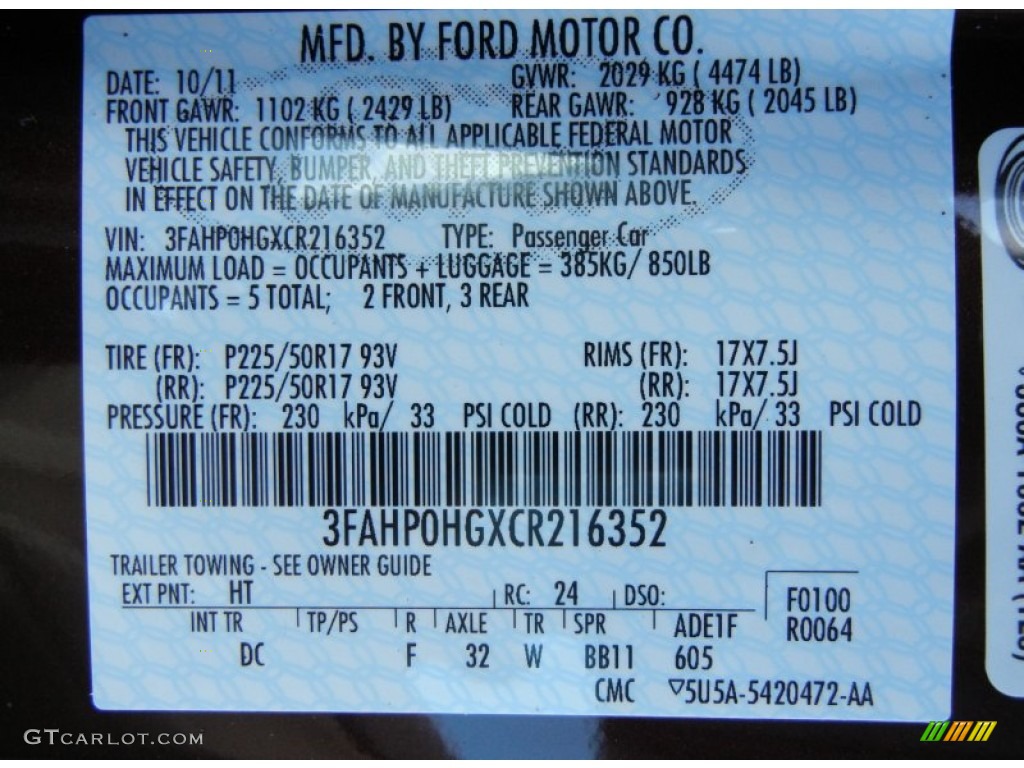 MFD. BY FORD MOTOR CO.
DATE: 10/11 GVWR: 2029 KG ( 4474 LB)
FRONT GAWR: 1102 KG ( 2429 LB) REAR GAWR: 928 KG ( 2045 LB)
THIS VEHICLE CONFORMS TO ALL APPLICABLE FEDERAL MOTOR
VEHICLE SAFETY, BUMPER, AND THEFT PREVENTION STANDARDS
IN EFFECT ON THE DATE OF MANUFACTURE SHOWN ABOVE.
VIN: 3FAHP0HGXCR216352 TYPE: Passenger Car
MAXIMUM LOAD = OCCUPANTS + LUGGAGE = 385KG/ 850LB
OCCUPANTS = 5 TOTAL; 2 FRONT, 3 REAR
TIRE (FR): P225/50R17 93V RIMS (FR): 17X7.5J
(RR): P225/50R17 93V (RR): 17X7.5J
PRESSURE (FR): 230 kPa/ 33 PSI COLD (RR): 230 kPa/ 33 PSI COLD
3FAHP0HGXCR216352
TRAILER TOWING - SEE OWNER GUIDE
EXT PNT: HT RC: 24 DSO: F0100
INT TR TP/PS R AXLE TR SPR ADE1F R0064
DC F 32 W BB11 605
CMC ▽5U5A-5420472-AA
GTCARLOT.COM